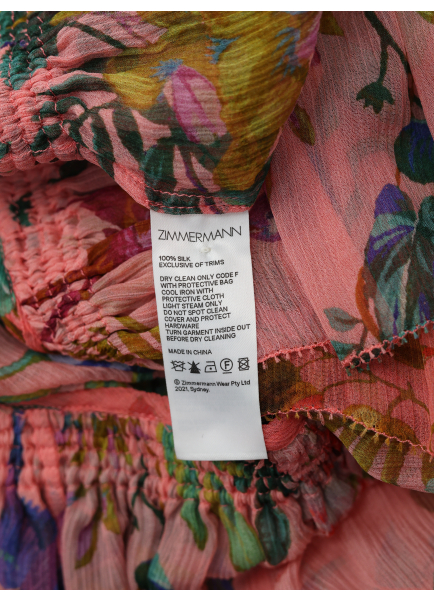 ZIMMERMANN
100% SILK
EXCLUSIVE OF TRIMS
DRY CLEAN ONLY CODE F
WITH PROTECTIVE BAG
COOL IRON WITH
PROTECTIVE CLOTH
LIGHT STEAM ONLY
DO NOT SPOT CLEAN
COVER AND PROTECT
HARDWARE
TURN GARMENT INSIDE OUT
BEFORE DRY CLEANING
MADE IN CHINA
F
© Zimmermann Wear Pty Ltd
2021, Sydney.